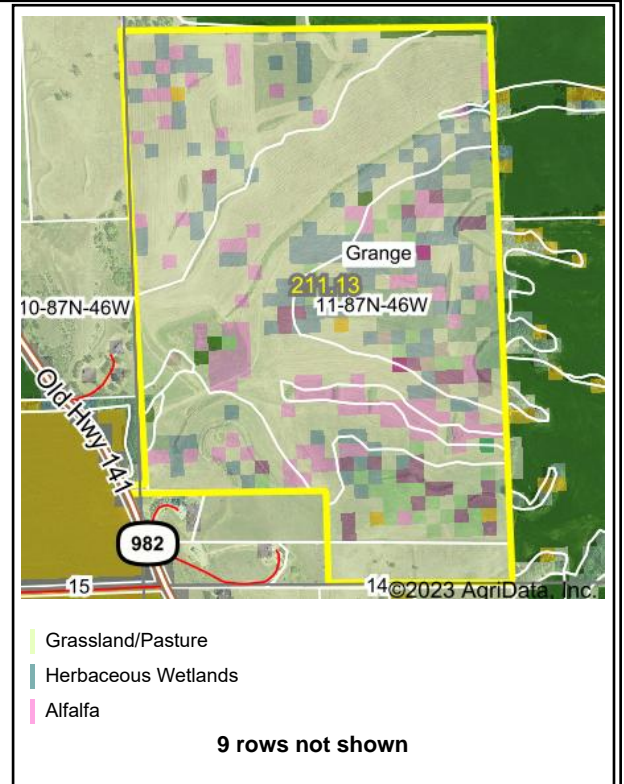 Grange
211.13
10-87N-46W
11-87N-46W
Old Hwy 141
982
15
14
©2023 AgriData, Inc.
Grassland/Pasture
Herbaceous Wetlands
Alfalfa
9 rows not shown